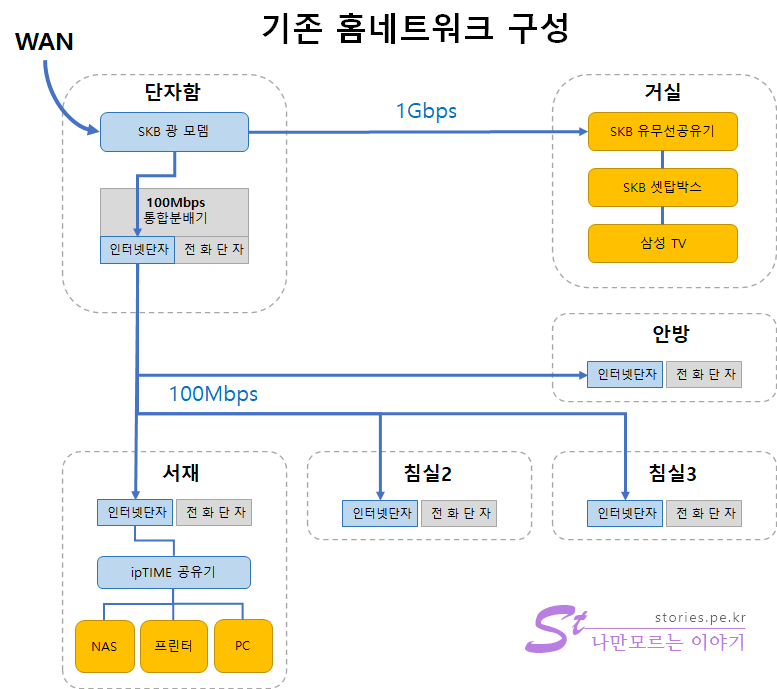 기존 홈네트워크 구성
WAN
단자함
SKB 광 모뎀
1Gbps
거실
SKB 유무선공유기
SKB 셋탑박스
삼성 TV
100Mbps
통합분배기
인터넷단자
전 화 단 자
안방
인터넷단자
전 화 단 자
100Mbps
서재
인터넷단자
전 화 단 자
ipTIME 공유기
NAS
프린터
PC
침실2
인터넷단자
전 화 단 자
침실3
인터넷단자
전 화 단 자
St
stories.pe.kr
나만모르는 이야기